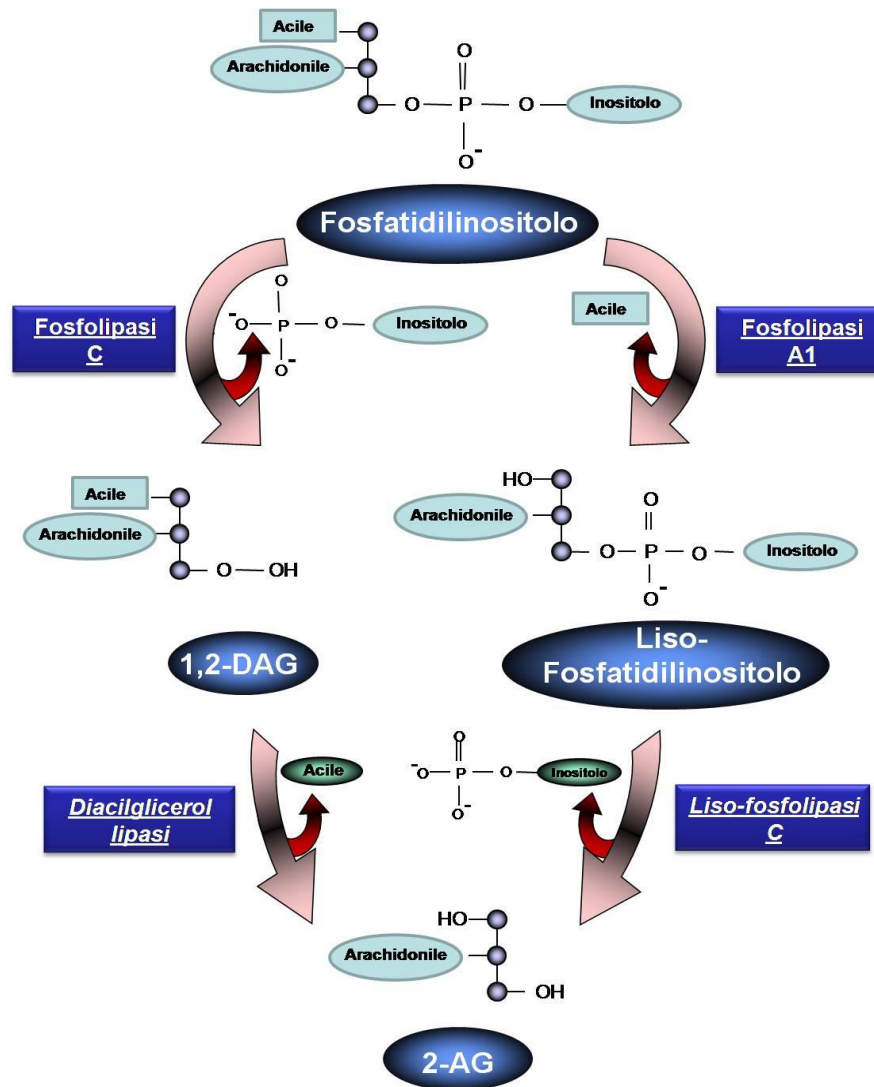 Acile
Arachidonile
O
O
P
O
Inositolo
O-
Fosfatidilinositolo
Fosfolipasi
C
O
-O
P
O
Inositolo
O-
Acile
Fosfolipasi
A1
Acile
Arachidonile
O
OH
1,2-DAG
HO
Arachidonile
O
O
P
O
Inositolo
O-
Liso-
Fosfatidilinositolo
Diacilglicerol
lipasi
Acile
O
-O
P
O
Inositolo
O-
Liso-fosfolipasi
C
HO
Arachidonile
OH
2-AG